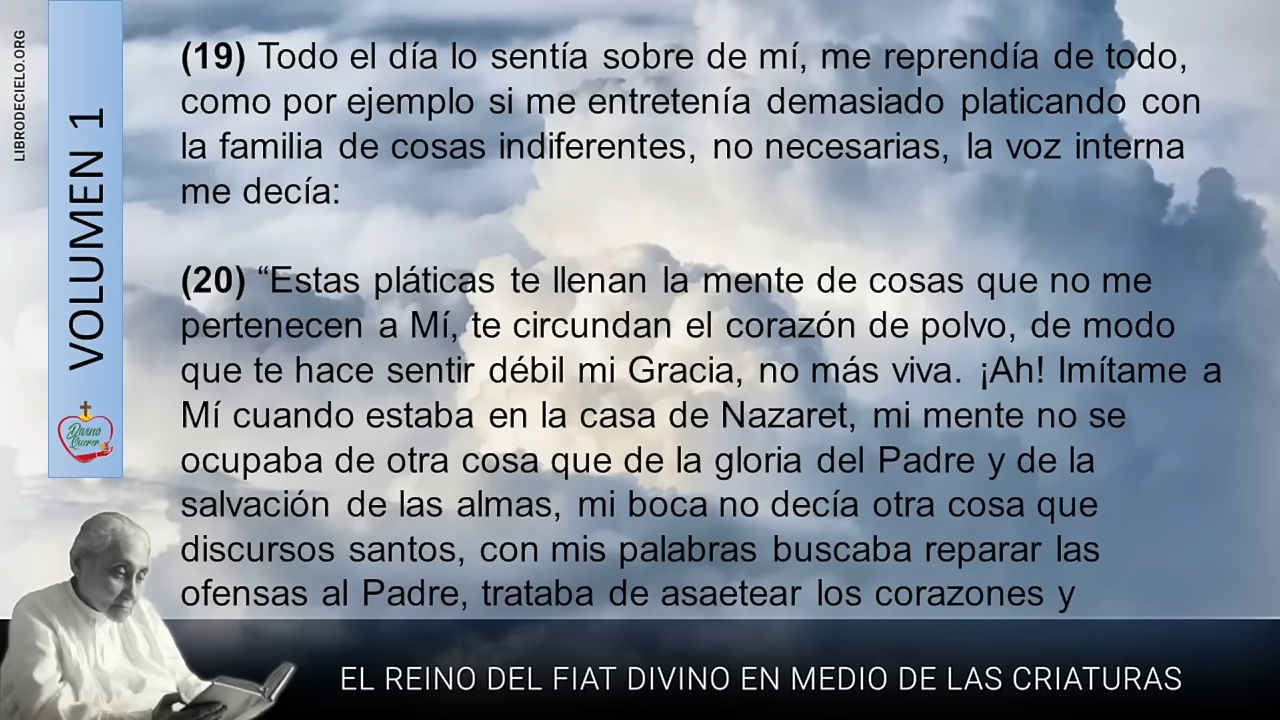 LIBRODECIELO.ORG
VOLUMEN 1
Divino
Querer
(19) Todo el día lo sentía sobre de mí, me reprendía de todo,
como por ejemplo si me entretenía demasiado platicando con
la familia de cosas indiferentes, no necesarias, la voz interna
me decía:
(20) “Estas pláticas te llenan la mente de cosas que no me
pertenecen a Mí, te circundan el corazón de polvo, de modo
que te hace sentir débil mi Gracia, no más viva. ¡Ah! Imítame a
Mí cuando estaba en la casa de Nazaret, mi mente no se
ocupaba de otra cosa que de la gloria del Padre y de la
salvación de las almas, mi boca no decía otra cosa que
discursos santos, con mis palabras buscaba reparar las
ofensas al Padre, trataba de asaetear los corazones y
EL REINO DEL FIAT DIVINO EN MEDIO DE LAS CRIATURAS